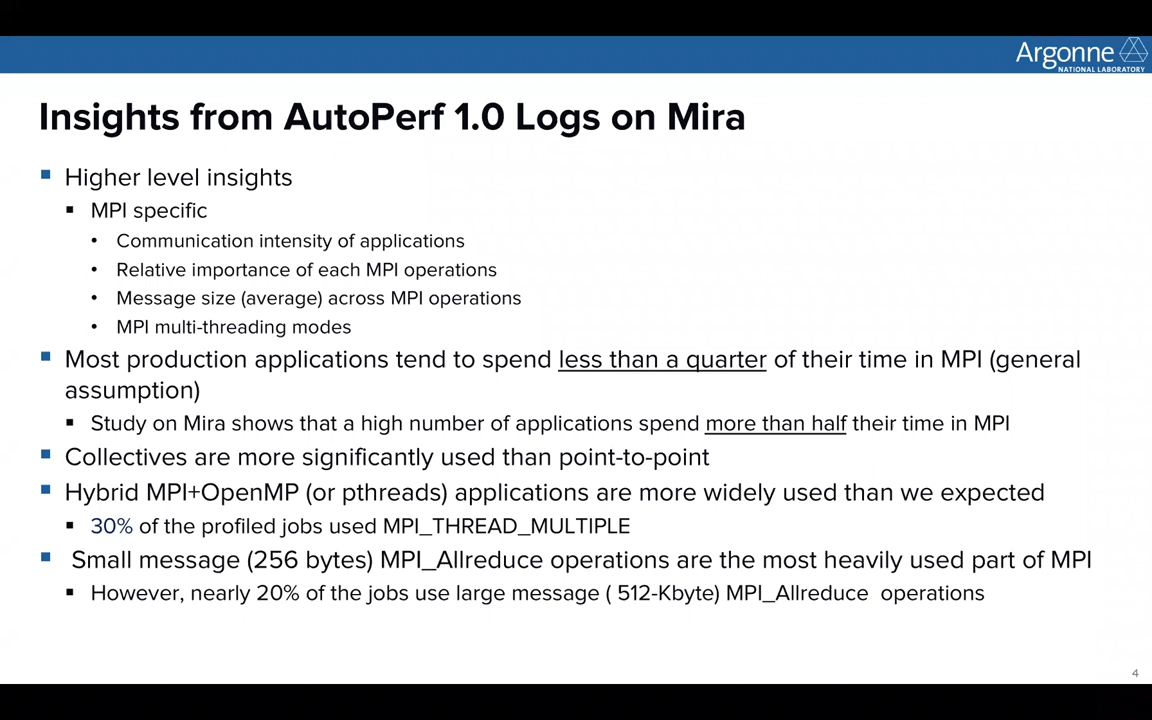 Argonne
NATIONAL LABORATORY
Insights from AutoPerf 1.0 Logs on Mira
Higher level insights
MPI specific
Communication intensity of applications
Relative importance of each MPI operations
Message size (average) across MPI operations
MPI multi-threading modes
Most production applications tend to spend less than a quarter of their time in MPI (general
assumption)
Study on Mira shows that a high number of applications spend more than half their time in MPI
Collectives are more significantly used than point-to-point
Hybrid MPI+OpenMP (or pthreads) applications are more widely used than we expected
30% of the profiled jobs used MPI_THREAD_MULTIPLE
Small message (256 bytes) MPI_Allreduce operations are the most heavily used part of MPI
However, nearly 20% of the jobs use large message ( 512-Kbyte) MPI_Allreduce operations
4